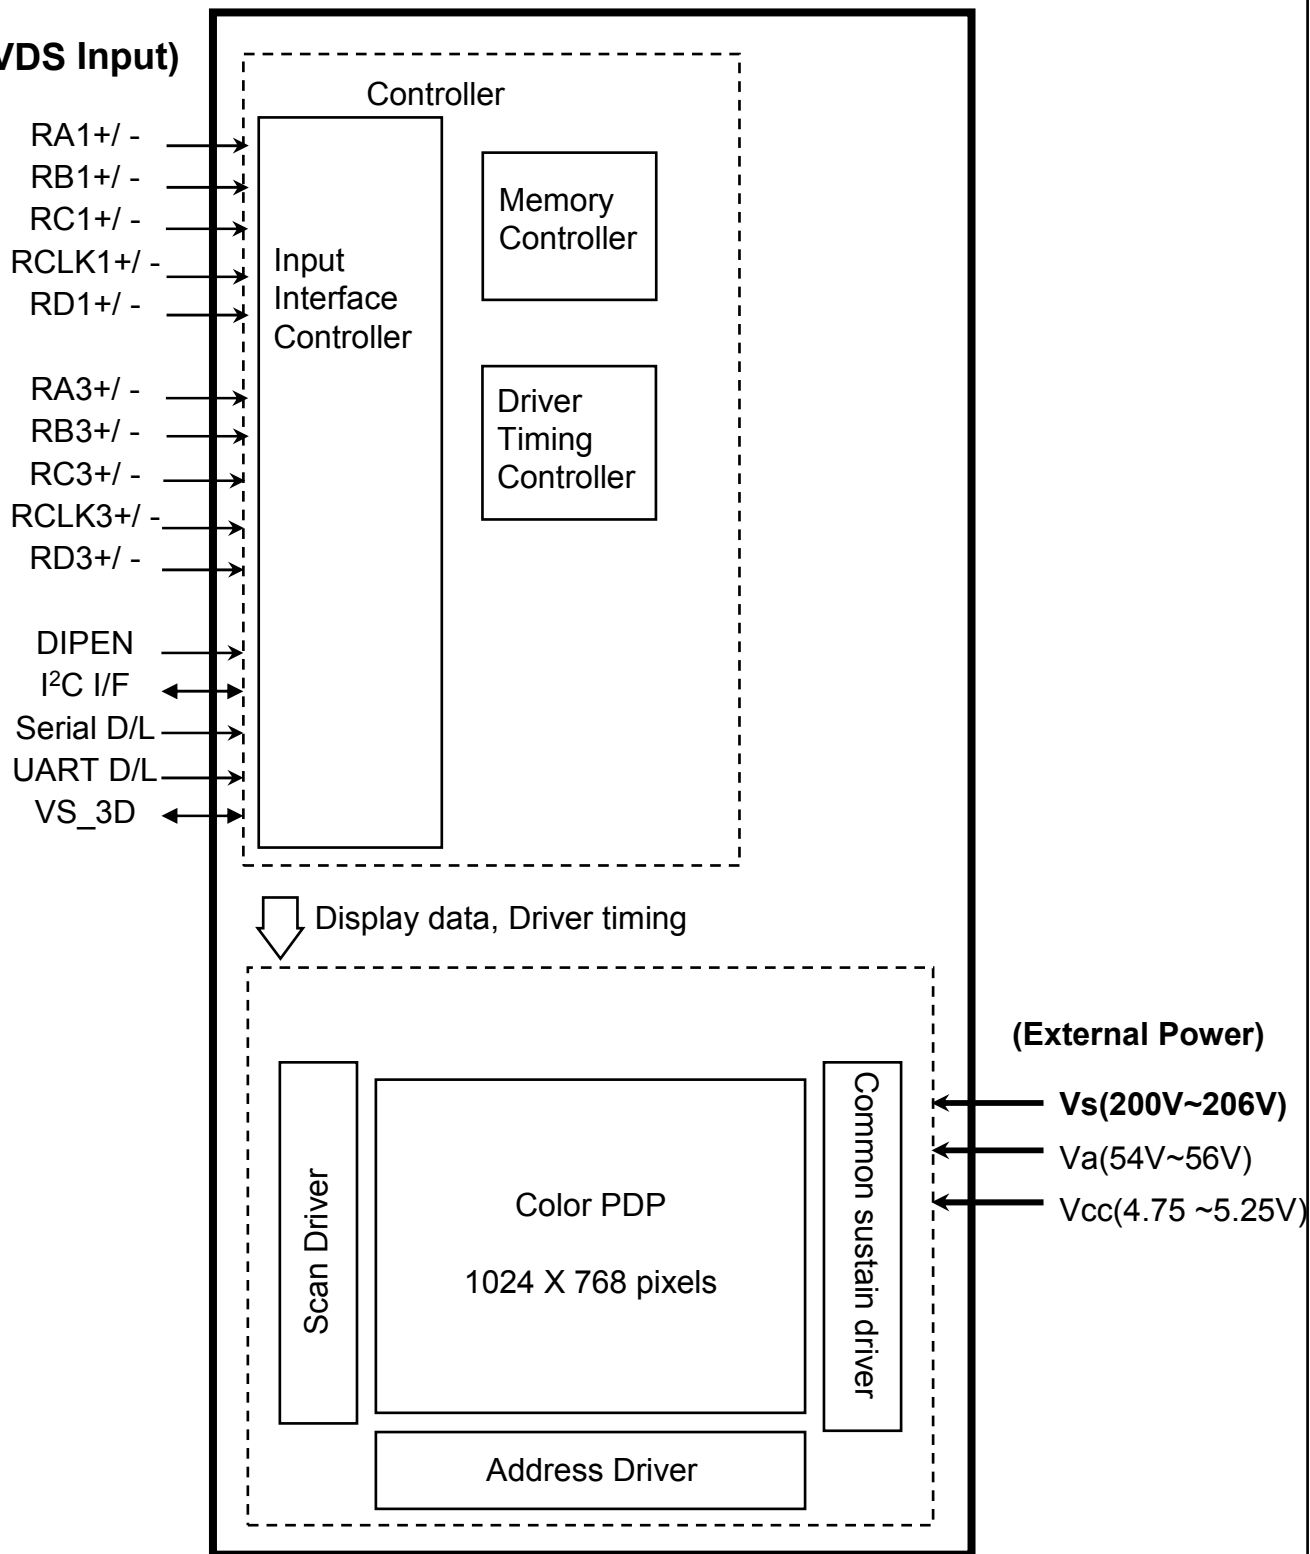 VDS Input)
Controller
RA1+/ -
RB1+/ -
RC1+/ -
RCLK1+/ -
RD1+/ -
RA3+/ -
RB3+/ -
RC3+/ -
RCLK3+/ -
RD3+/ -
DIPEN
I²C I/F
Serial D/L
UART D/L
VS_3D
Input
Interface
Controller
Memory
Controller
Driver
Timing
Controller
Display data, Driver timing
Scan Driver
Color PDP
1024 X 768 pixels
Common sustain driver
Address Driver
(External Power)
Vs(200V~206V)
Va(54V~56V)
Vcc(4.75 ~5.25V)